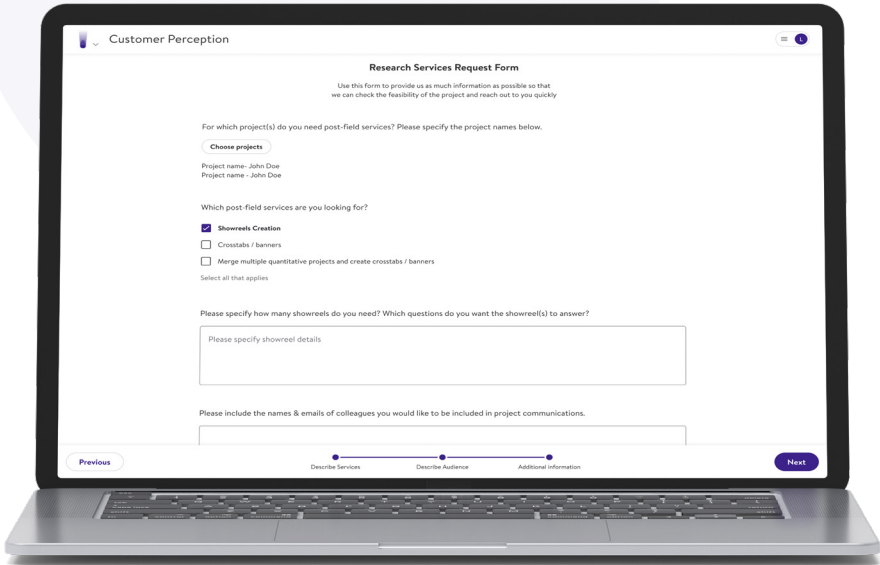 Customer Perception
L
Research Services Request Form
Use this form to provide us as much information as possible so that
we can check the feasibility of the project and reach out to you quickly
For which project(s) do you need post-field services? Please specify the project names below.
Choose projects
Project name- John Doe
Project name - John Doe
Which post-field services are you looking for?
Showreels Creation
Crosstabs / banners
Merge multiple quantitative projects and create crosstabs / banners
Select all that applies
Please specify how many showreels do you need? Which questions do you want the showreel(s) to answer?
Please specify showreel details
Please include the names & emails of colleagues you would like to be included in project communications.
Previous
Describe Services
Describe Audience
Additional information
Next